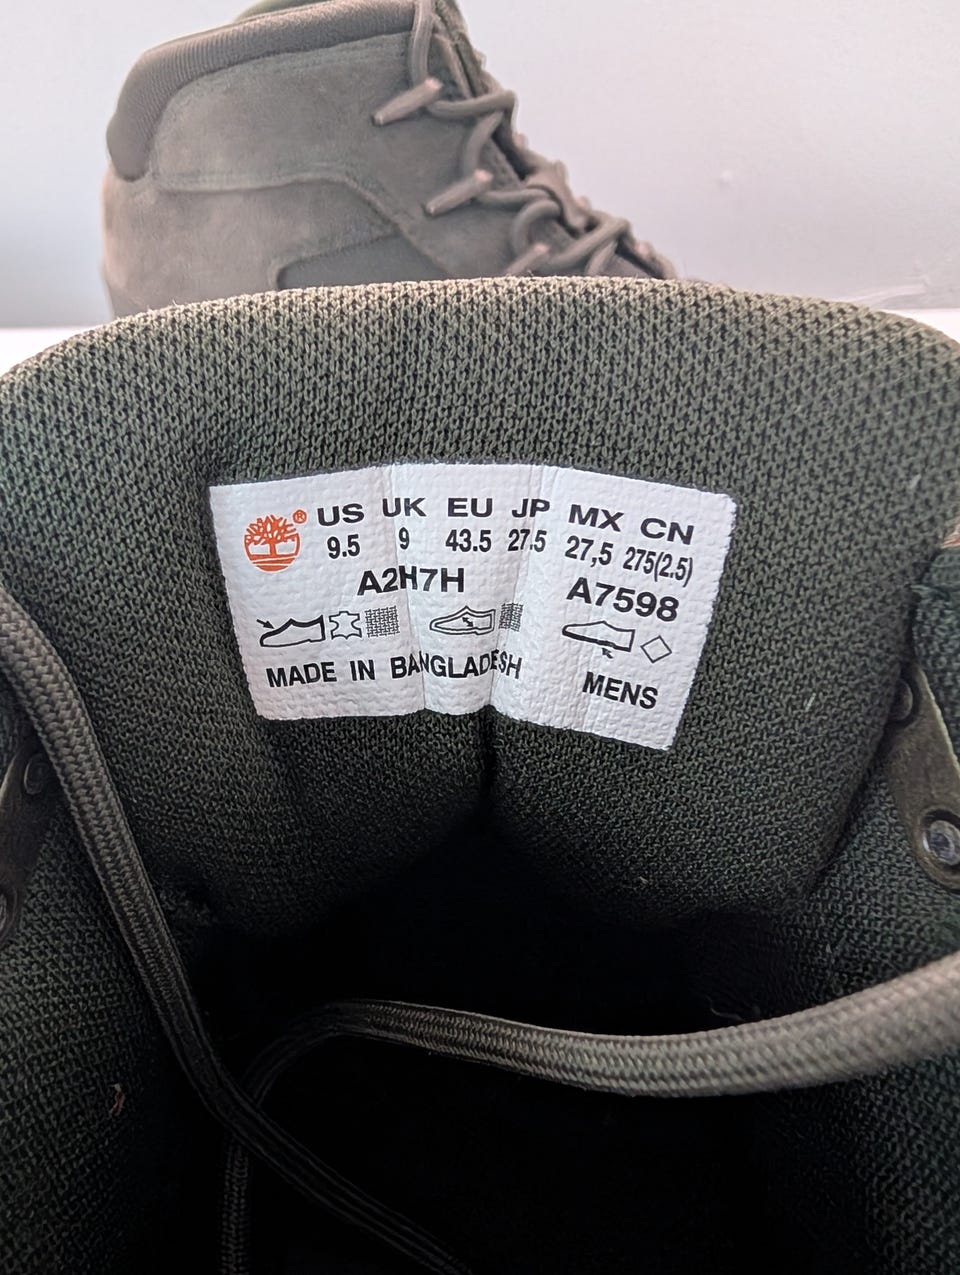 US UK EU JP MX CN
9.5 9 43.5 27.5 27,5 275(2.5)
A2H7H A7598
MADE IN BANGLADESH MENS